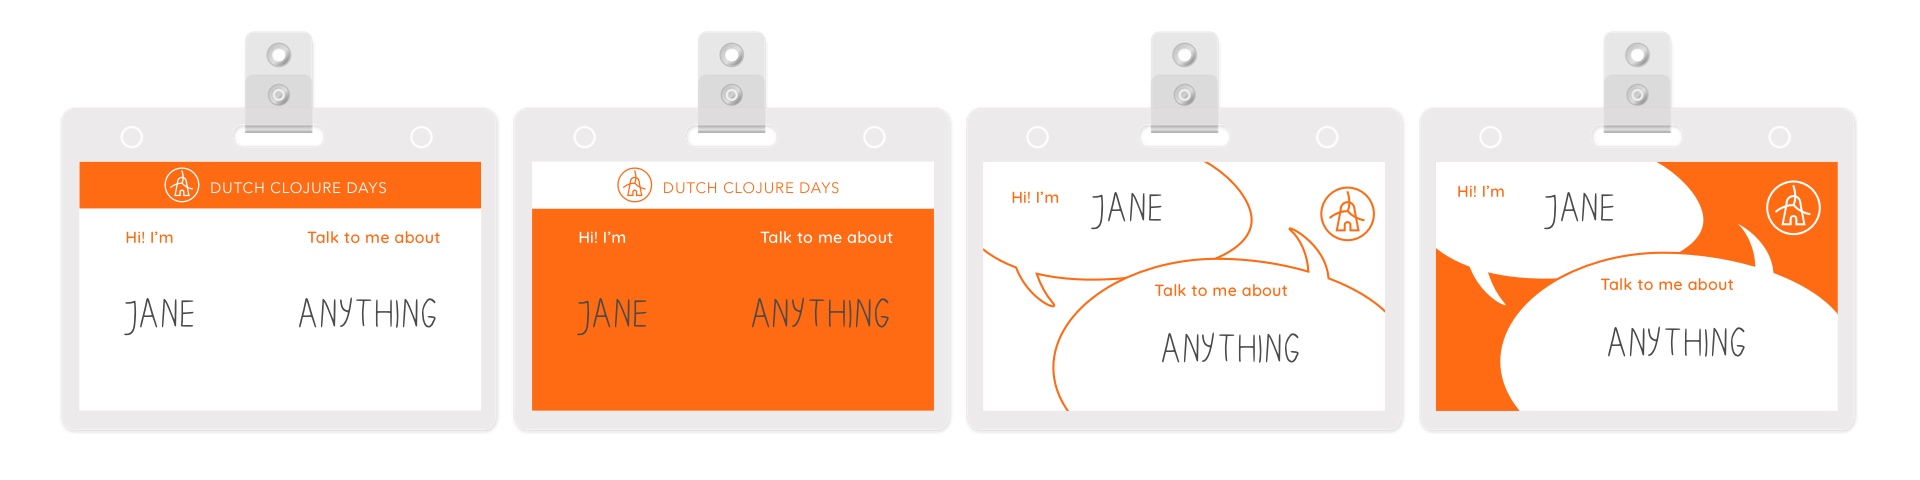 DUTCH CLOJURE DAYS
Hi! I'm Talk to me about
JANE ANYTHING
DUTCH CLOJURE DAYS
Hi! I'm Talk to me about
JANE ANYTHING
Hi! I'm JANE
Talk to me about
ANYTHING
Hi! I'm JANE
Talk to me about
ANYTHING